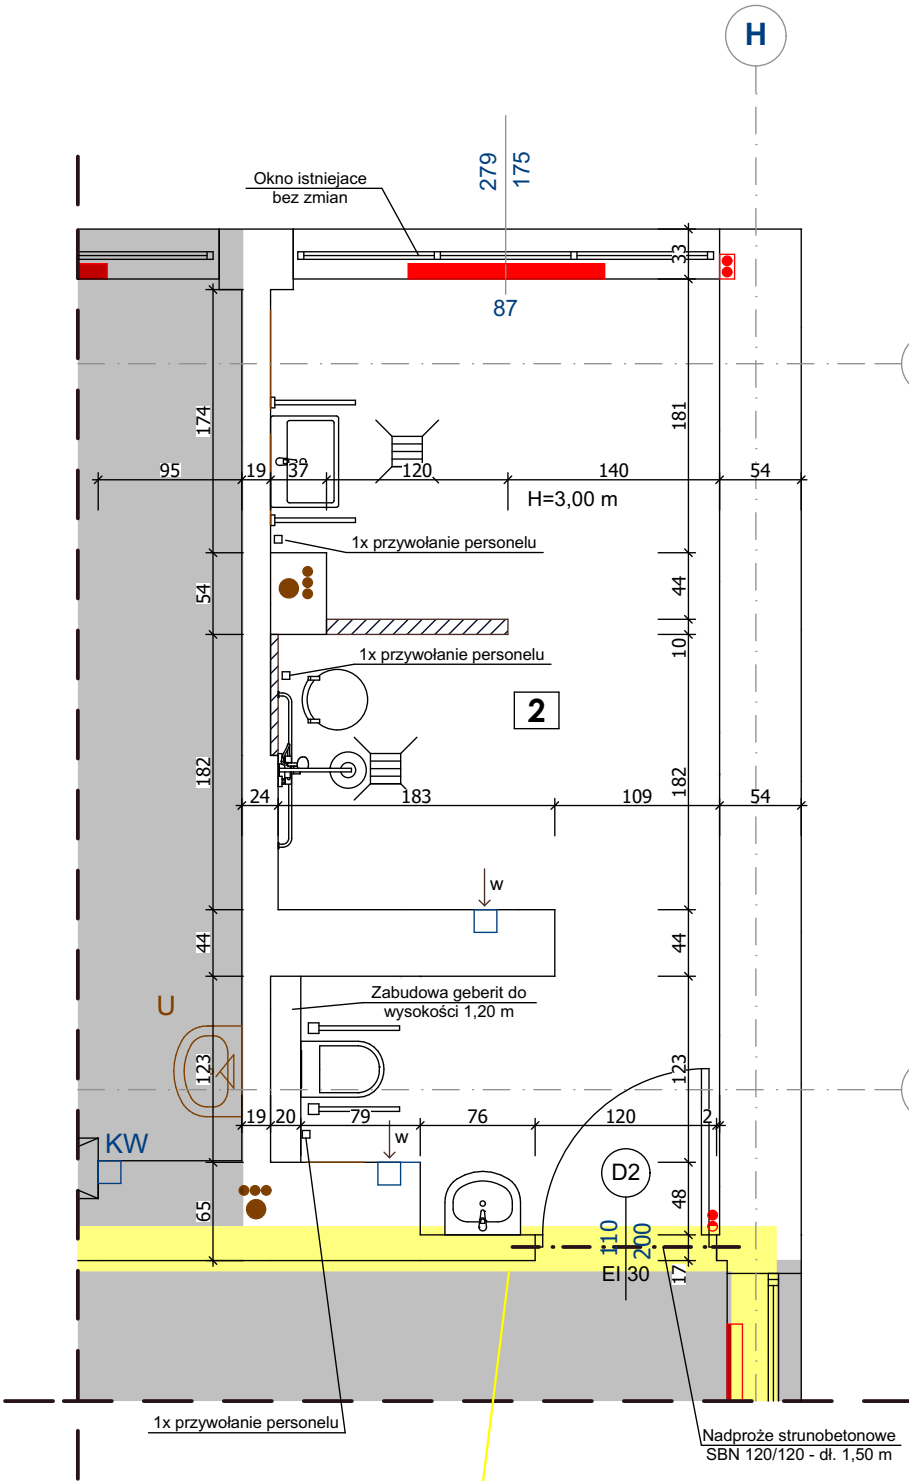 H
279
175
Okno istniejace
bez zmian
33
87
174
181
95
19
37
120
140
54
H=3,00 m
1x przywołanie personelu
54
44
10
1x przywołanie personelu
2
182
182
24
183
109
54
w
44
44
Zabudowa geberit do
wysokości 1,20 m
U
123
123
19
20
79
76
120
2
w
KW
D2
65
48
110
200
EI 30
17
1x przywołanie personelu
Nadproże strunobetonowe
SBN 120/120 - dł. 1,50 m